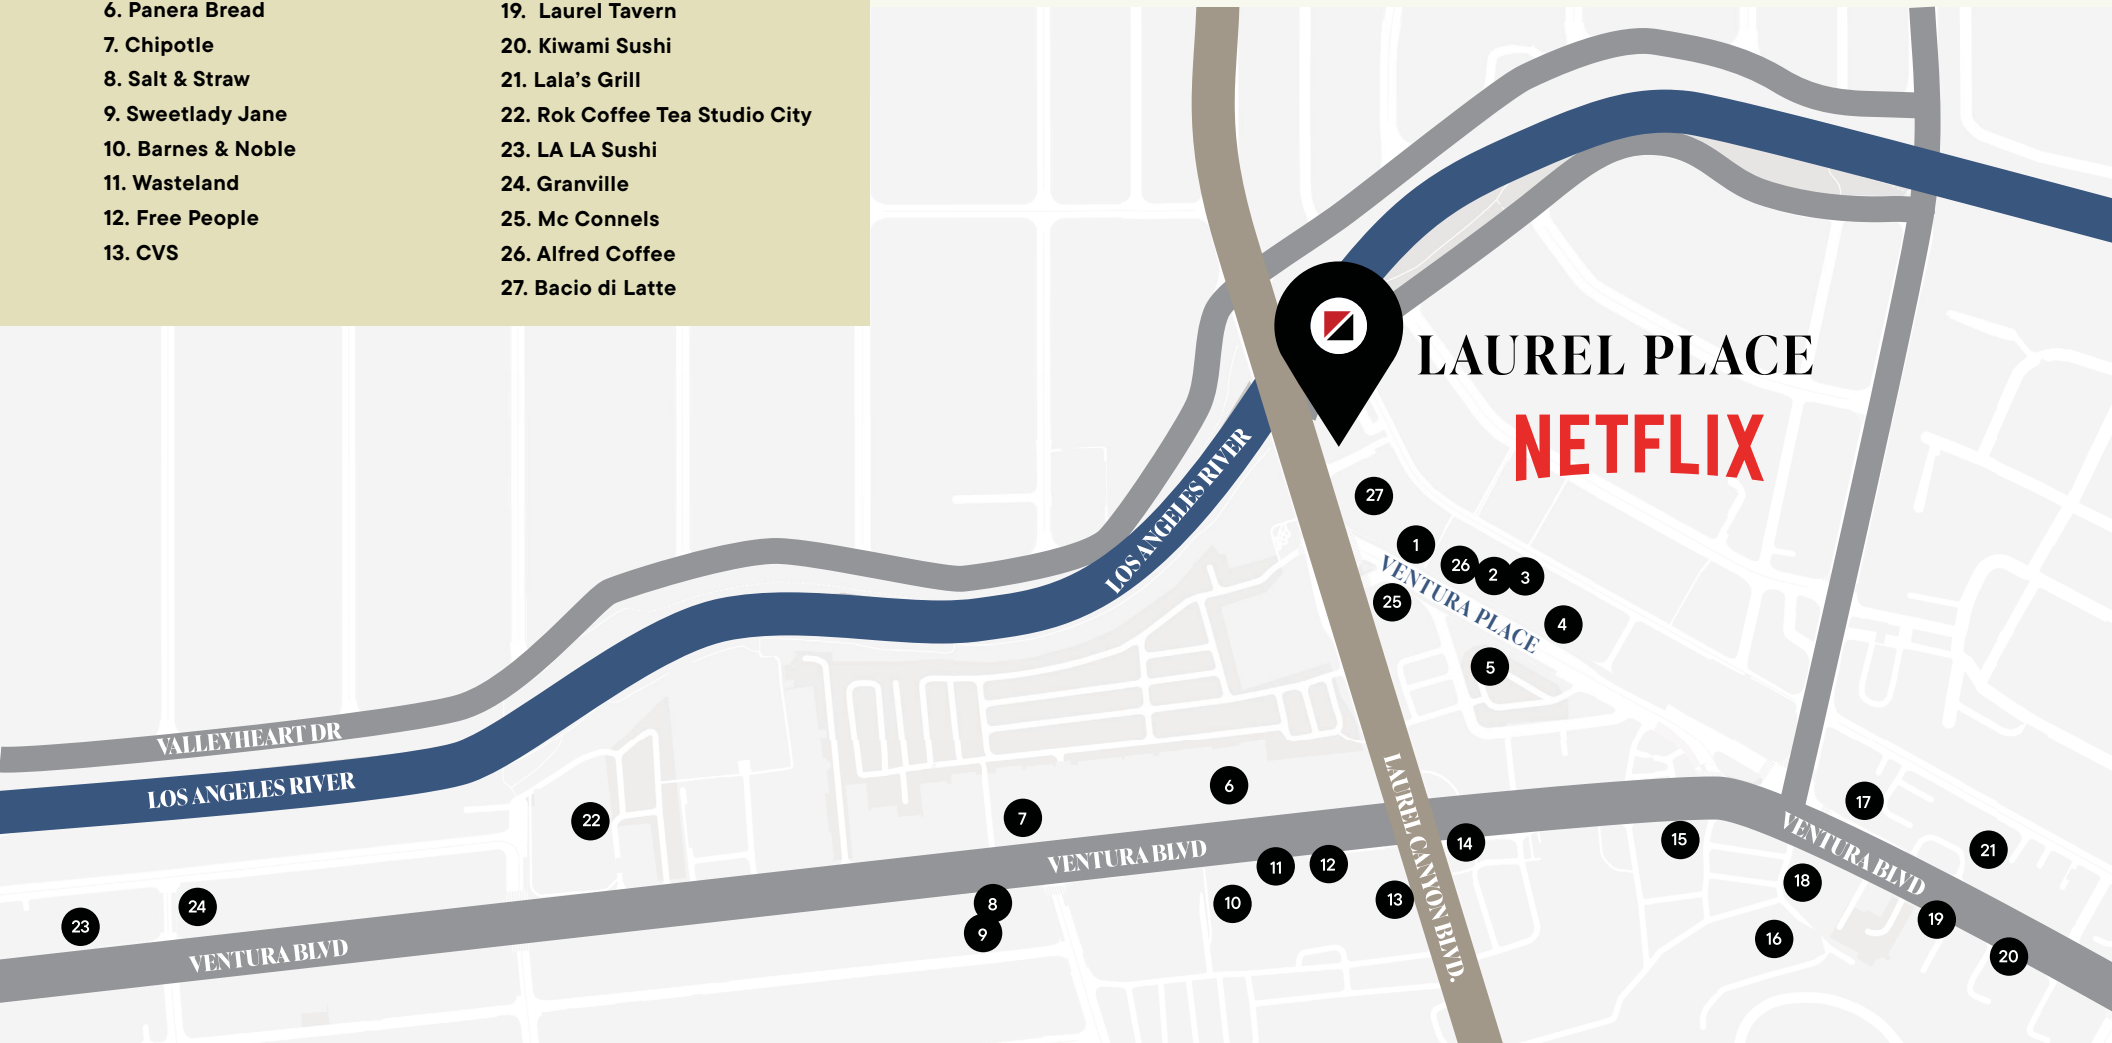 6. Panera Bread
7. Chipotle
8. Salt & Straw
9. Sweetlady Jane
10. Barnes & Noble
11. Wasteland
12. Free People
13. CVS
19. Laurel Tavern
20. Kiwami Sushi
21. Lala's Grill
22. Rok Coffee Tea Studio City
23. LA LA Sushi
24. Granville
25. Mc Connels
26. Alfred Coffee
27. Bacio di Latte
LAUREL PLACE
NETFLIX
LOS ANGELES RIVER
27
1
26
2
3
VENTURA PLACE
25
4
5
VALLEYHEART DR
LOS ANGELES RIVER
LAUREL CANYON BLVD.
6
7
22
17
VENTURA BLVD
14
15
VENTURA BLVD
21
11
12
18
8
10
13
24
23
9
19
16
VENTURA BLVD
20